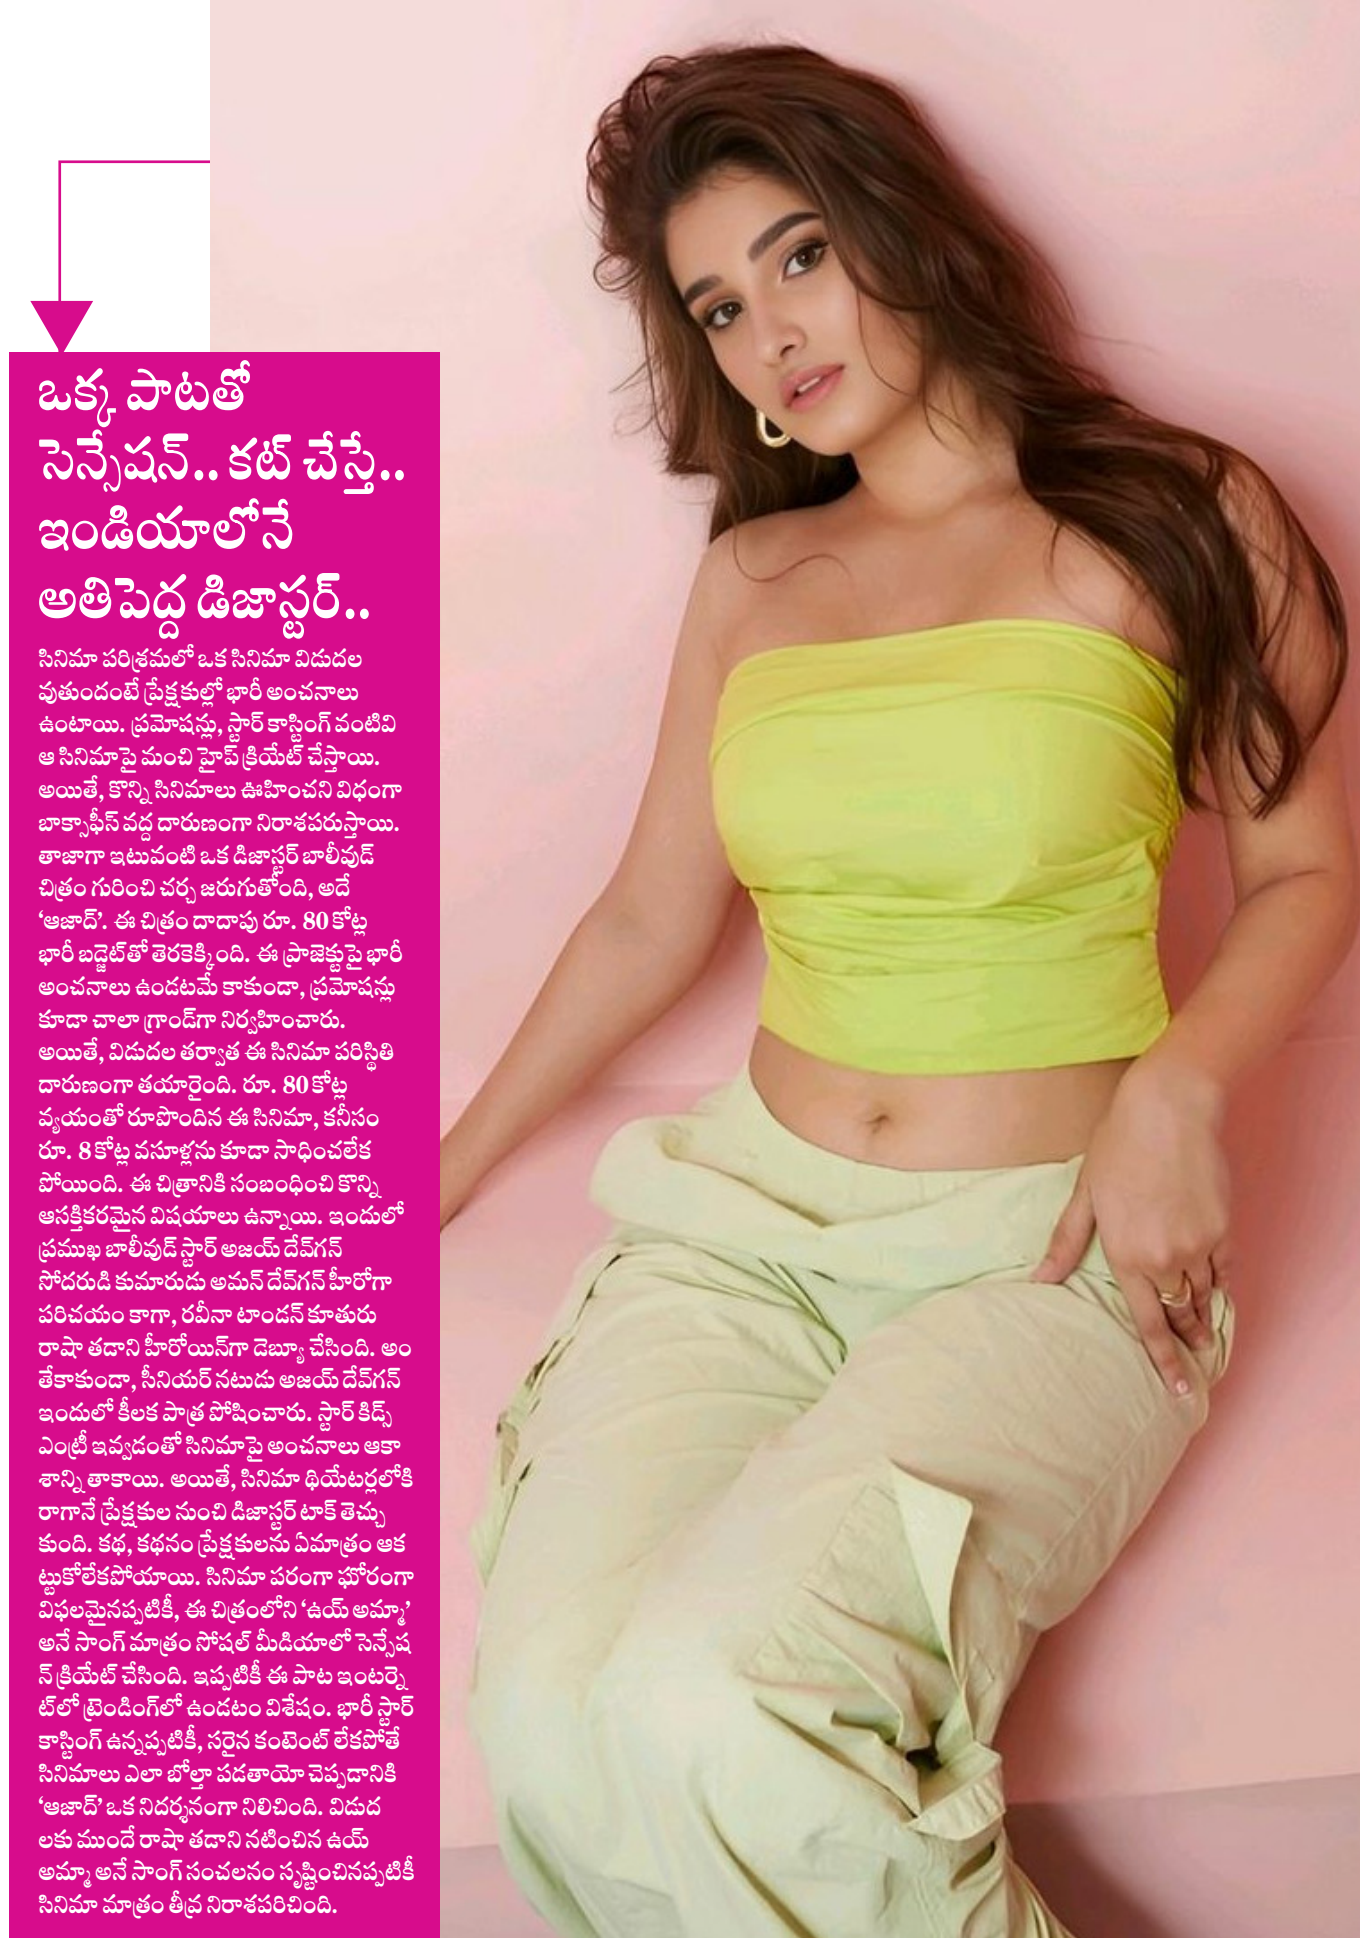 ఒక్క పాటతో
సెన్సేషన్.. కట్ చేస్తే..
ఇండియాలోనే
అతిపెద్ద డిజాస్టర్..
సినిమా పరిశ్రమలో ఒక సినిమా విడుదల
వుతుందంటే ప్రేక్షకుల్లో భారీ అంచనాలు
ఉంటాయి. ప్రమోషన్లు, స్టార్ కాస్టింగ్ వంటివి
ఆ సినిమాపై మంచి హైప్ క్రియేట్ చేస్తాయి.
అయితే, కొన్ని సినిమాలు ఊహించని విధంగా
బాక్సాఫీస్ వద్ద దారుణంగా నిరాశపరుస్తాయి.
తాజాగా ఇటువంటి ఒక డిజాస్టర్ బాలీవుడ్
చిత్రం గురించి చర్చ జరుగుతోంది, అదే
‘ఆజాద్’. ఈ చిత్రం దాదాపు రూ. 80 కోట్ల
భారీ బడ్జెట్‌తో తెరకెక్కింది. ఈ ప్రాజెక్టుపై భారీ
అంచనాలు ఉండటమే కాకుండా, ప్రమోషన్లు
కూడా చాలా గ్రాండ్‌గా నిర్వహించారు.
అయితే, విడుదల తర్వాత ఈ సినిమా పరిస్థితి
దారుణంగా తయారైంది. రూ. 80 కోట్ల
వ్యయంతో రూపొందిన ఈ సినిమా, కనీసం
రూ. 8 కోట్ల వసూళ్లను కూడా సాధించలేక
పోయింది. ఈ చిత్రానికి సంబంధించి కొన్ని
ఆసక్తికరమైన విషయాలు ఉన్నాయి. ఇందులో
ప్రముఖ బాలీవుడ్ స్టార్ అజయ్ దేవ్‌గన్
సోదరుడి కుమారుడు అమన్ దేవ్‌గన్ హీరోగా
పరిచయం కాగా, రవీనా టాండన్ కూతురు
రాషా తడాని హీరోయిన్‌గా డెబ్యూ చేసింది. అం
తేకాకుండా, సీనియర్ నటుడు అజయ్ దేవ్‌గన్
ఇందులో కీలక పాత్ర పోషించారు. స్టార్ కిడ్స్
ఎంట్రీ ఇవ్వడంతో సినిమాపై అంచనాలు ఆకా
శాన్ని తాకాయి. అయితే, సినిమా థియేటర్లలోకి
రాగానే ప్రేక్షకుల నుంచి డిజాస్టర్ టాక్ తెచ్చు
కుంది. కథ, కథనం ప్రేక్షకులను ఏమాత్రం ఆక
ట్టుకోలేకపోయాయి. సినిమా పరంగా ఘోరంగా
విఫలమైనప్పటికీ, ఈ చిత్రంలోని ‘ఉయ్ అమ్మా’
అనే సాంగ్ మాత్రం సోషల్ మీడియాలో సెన్సేష
న్ క్రియేట్ చేసింది. ఇప్పటికీ ఈ పాట ఇంటర్నె
ట్‌లో ట్రెండింగ్‌లో ఉండటం విశేషం. భారీ స్టార్
కాస్టింగ్ ఉన్నప్పటికీ, సరైన కంటెంట్ లేకపోతే
సినిమాలు ఎలా బోల్తా పడతాయో చెప్పడానికి
‘ఆజాద్’ ఒక నిదర్శనంగా నిలిచింది. విడుద
లకు ముందే రాషా తడాని నటించిన ఉయ్
అమ్మా అనే సాంగ్ సంచలనం సృష్టించినప్పటికీ
సినిమా మాత్రం తీవ్ర నిరాశపరిచింది.